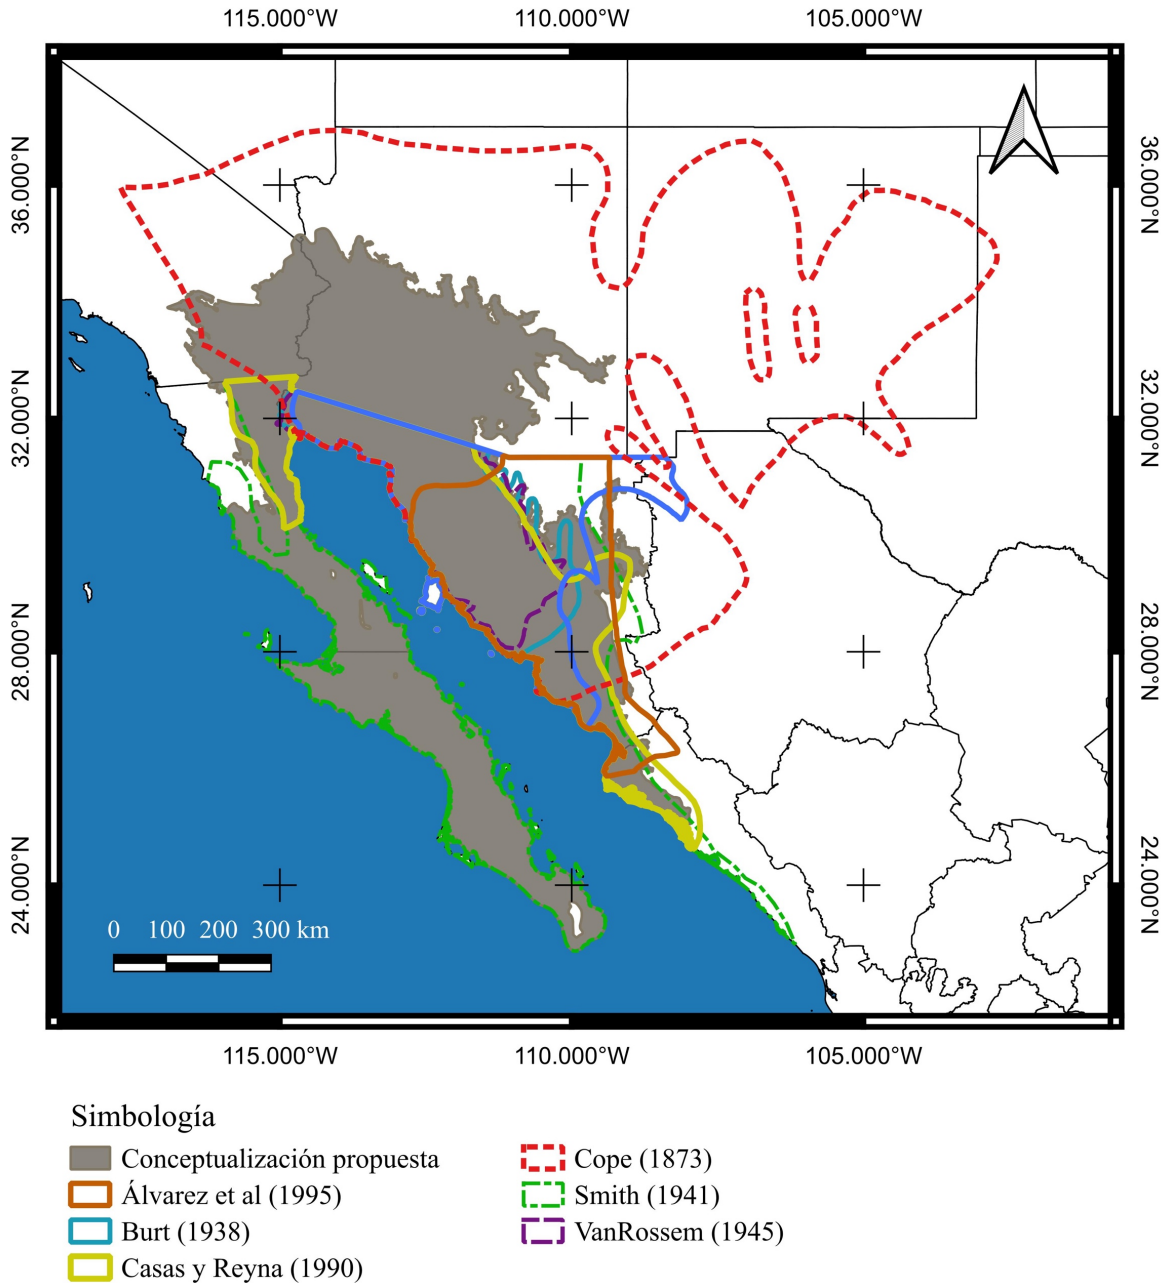 115.000°W 110.000°W 105.000°W
36.0000°N
36.000°N
32.000°N
32.000°N
28.000°N
28.000°N
24.000°N
24.000°N
0 100 200 300 km
115.000°W 110.000°W 105.000°W
Simbología
Conceptualización propuesta
Álvarez et al (1995)
Burt (1938)
Casas y Reyna (1990)
Cope (1873)
Smith (1941)
VanRossem (1945)